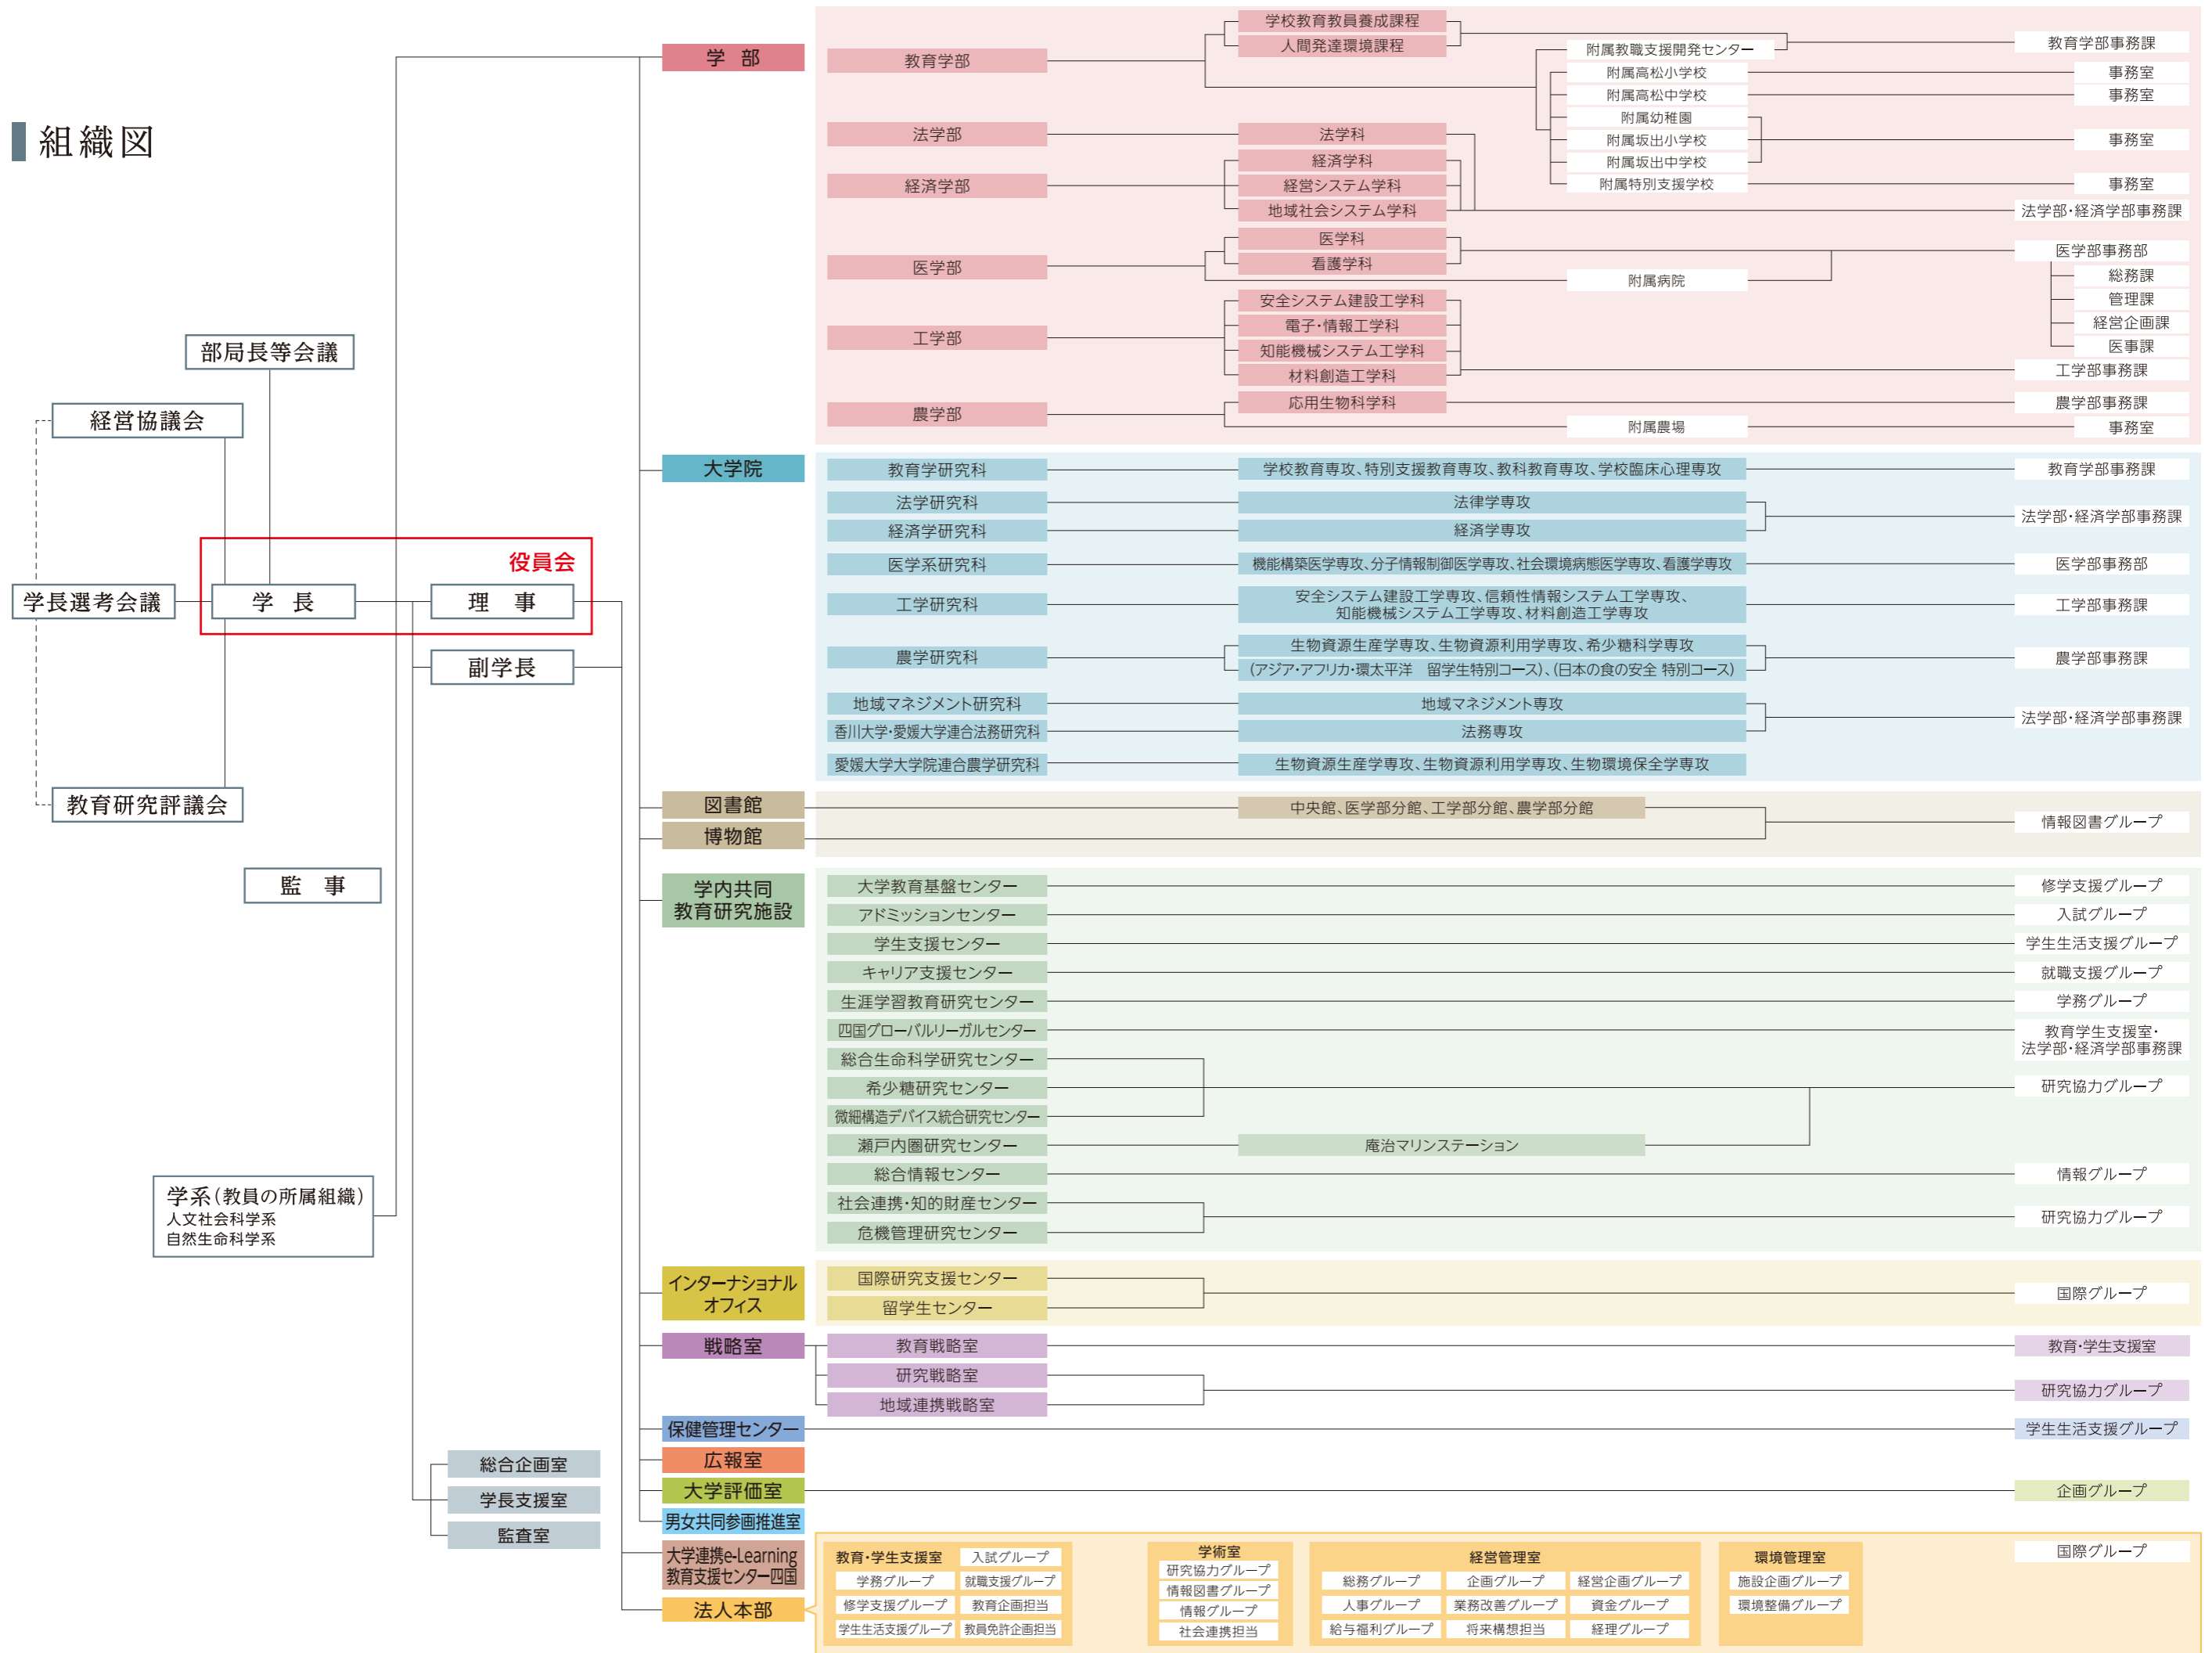 組織図
部局長等会議
経営協議会
役員会
学長選考会議
学 長
理 事
副学長
教育研究評議会
監 事
学系(教員の所属組織)
人文社会科学系
自然生命科学系
総合企画室
学長支援室
監査室
学 部
教育学部
学校教育教員養成課程
人間発達環境課程
附属教職支援開発センター
教育学部事務課
附属高松小学校
事務室
附属高松中学校
事務室
附属幼稚園
附属坂出小学校
事務室
附属坂出中学校
附属特別支援学校
事務室
法学部
法学科
経済学部
経済学科
経営システム学科
地域社会システム学科
法学部・経済学部事務課
医学部
医学科
看護学科
附属病院
医学部事務部
総務課
管理課
経営企画課
医事課
工学部
安全システム建設工学科
電子・情報工学科
知能機械システム工学科
材料創造工学科
工学部事務課
農学部
応用生物科学科
農学部事務課
附属農場
事務室
大学院
教育学研究科
学校教育専攻、特別支援教育専攻、教科教育専攻、学校臨床心理専攻
教育学部事務課
法学研究科
法律学専攻
経済学研究科
経済学専攻
法学部・経済学部事務課
医学系研究科
機能構築医学専攻、分子情報制御医学専攻、社会環境病態医学専攻、看護学専攻
医学部事務部
工学研究科
安全システム建設工学専攻、信頼性情報システム工学専攻、
知能機械システム工学専攻、材料創造工学専攻
工学部事務課
農学研究科
生物資源生産学専攻、生物資源利用学専攻、希少糖科学専攻
(アジア・アフリカ・環太平洋 留学生特別コース)、(日本の食の安全 特別コース)
農学部事務課
地域マネジメント研究科
地域マネジメント専攻
香川大学・愛媛大学連合法務研究科
法務専攻
法学部・経済学部事務課
愛媛大学大学院連合農学研究科
生物資源生産学専攻、生物資源利用学専攻、生物環境保全学専攻
図書館
中央館、医学部分館、工学部分館、農学部分館
博物館
情報図書グループ
学内共同
教育研究施設
大学教育基盤センター
修学支援グループ
アドミッションセンター
入試グループ
学生支援センター
学生生活支援グループ
キャリア支援センター
就職支援グループ
生涯学習教育研究センター
学務グループ
四国グローバルリーガルセンター
教育学生支援室・
法学部・経済学部事務課
総合生命科学研究センター
希少糖研究センター
研究協力グループ
微細構造デバイス統合研究センター
瀬戸内圏研究センター
庵治マリンステーション
総合情報センター
情報グループ
社会連携・知的財産センター
危機管理研究センター
研究協力グループ
インターナショナル
オフィス
国際研究支援センター
留学生センター
国際グループ
戦略室
教育戦略室
教育・学生支援室
研究戦略室
地域連携戦略室
研究協力グループ
保健管理センター
学生生活支援グループ
広報室
大学評価室
企画グループ
男女共同参画推進室
大学連携e-Learning
教育支援センター四国
国際グループ
法人本部
教育・学生支援室
入試グループ
学務グループ
就職支援グループ
修学支援グループ
教育企画担当
学生生活支援グループ
教員免許企画担当
学術室
研究協力グループ
情報図書グループ
情報グループ
社会連携担当
経営管理室
総務グループ
企画グループ
経営企画グループ
人事グループ
業務改善グループ
資金グループ
給与福利グループ
将来構想担当
経理グループ
環境管理室
施設企画グループ
環境整備グループ